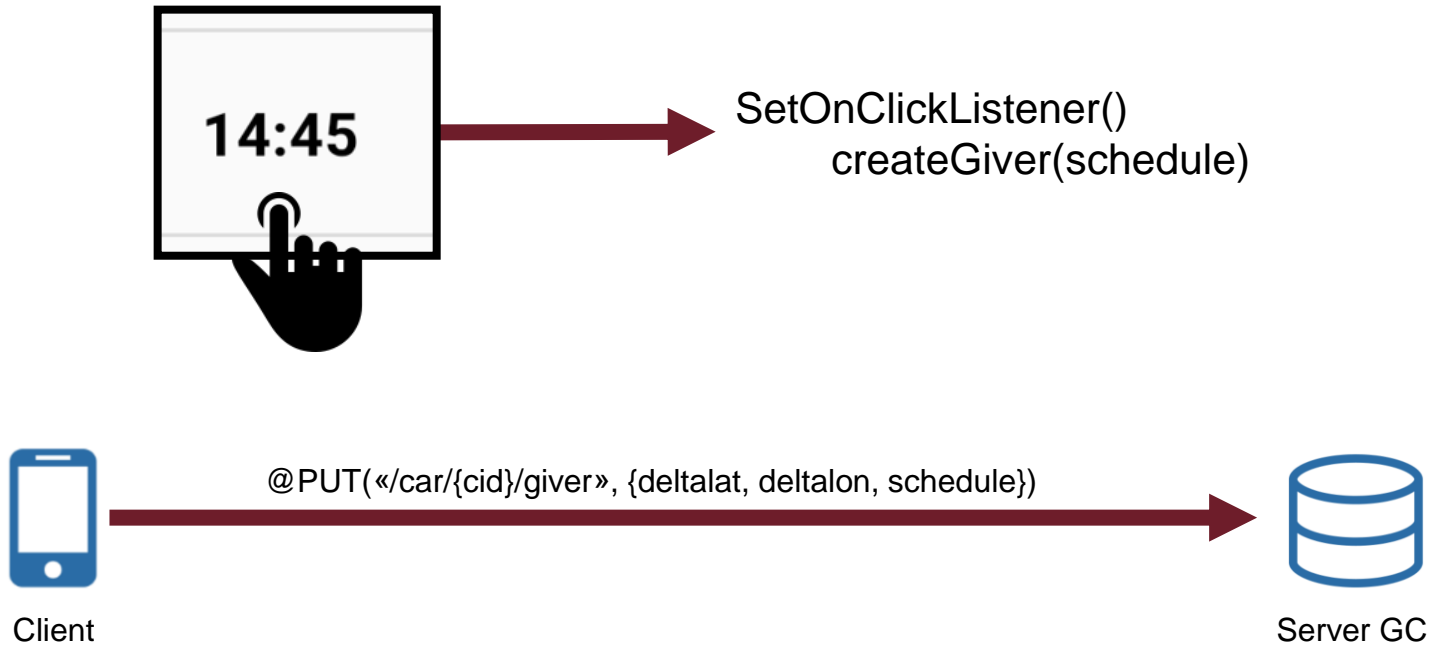 14:45
SetOnClickListener()
createGiver(schedule)
@PUT(«/car/{cid}/giver», {deltalat, deltalon, schedule})
Client
Server GC